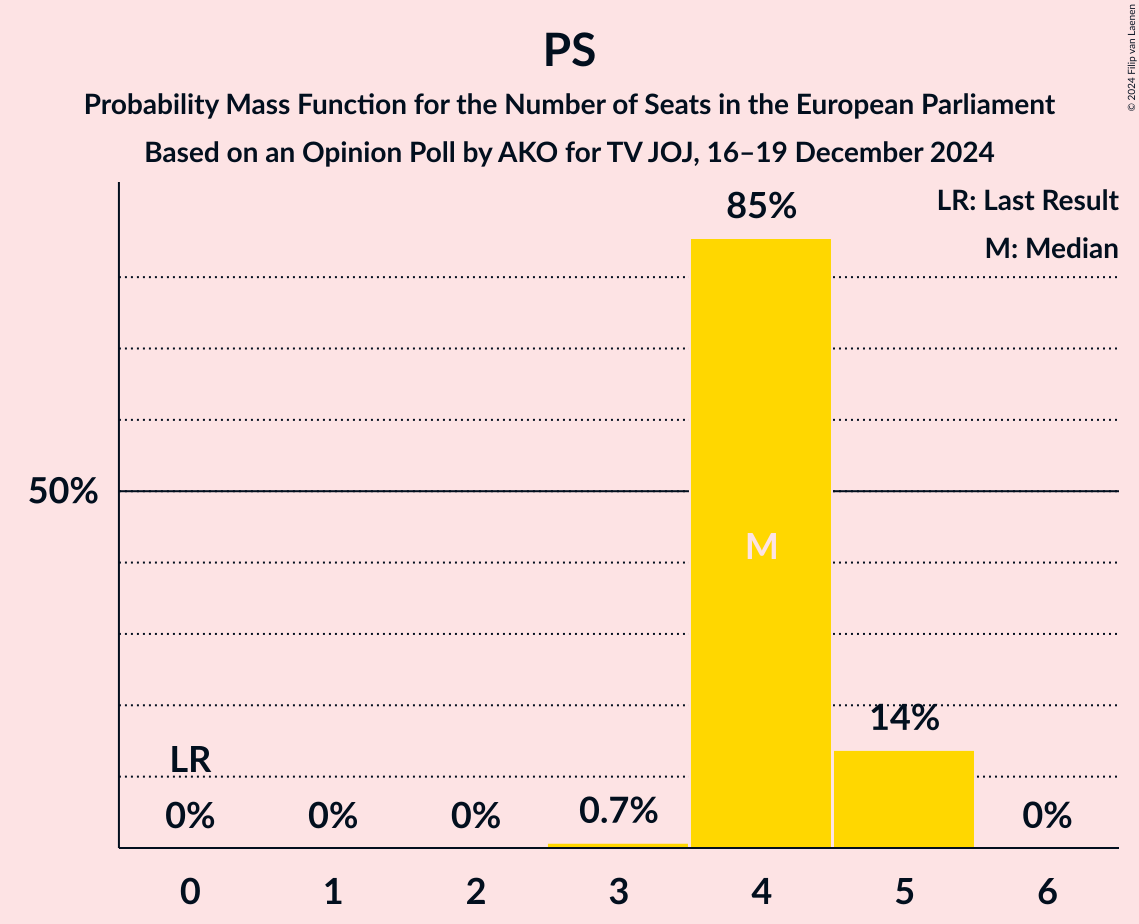 PS
Probability Mass Function for the Number of Seats in the European Parliament
Based on an Opinion Poll by AKO for TV JOJ, 16–19 December 2024
© 2024 Filip van Laenen
LR: Last Result
M: Median
85%
50%
M
14%
LR
0%
0%
0%
0.7%
0%
0
1
2
3
4
5
6